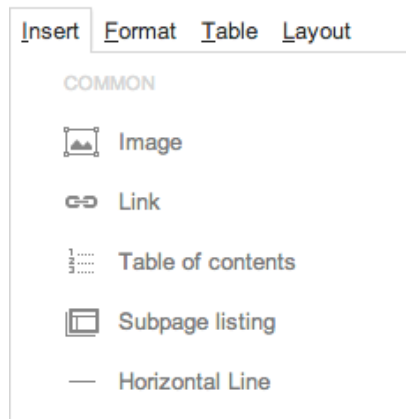 Insert Format Table Layout
COMMON
Image
Link
Table of contents
Subpage listing
Horizontal Line